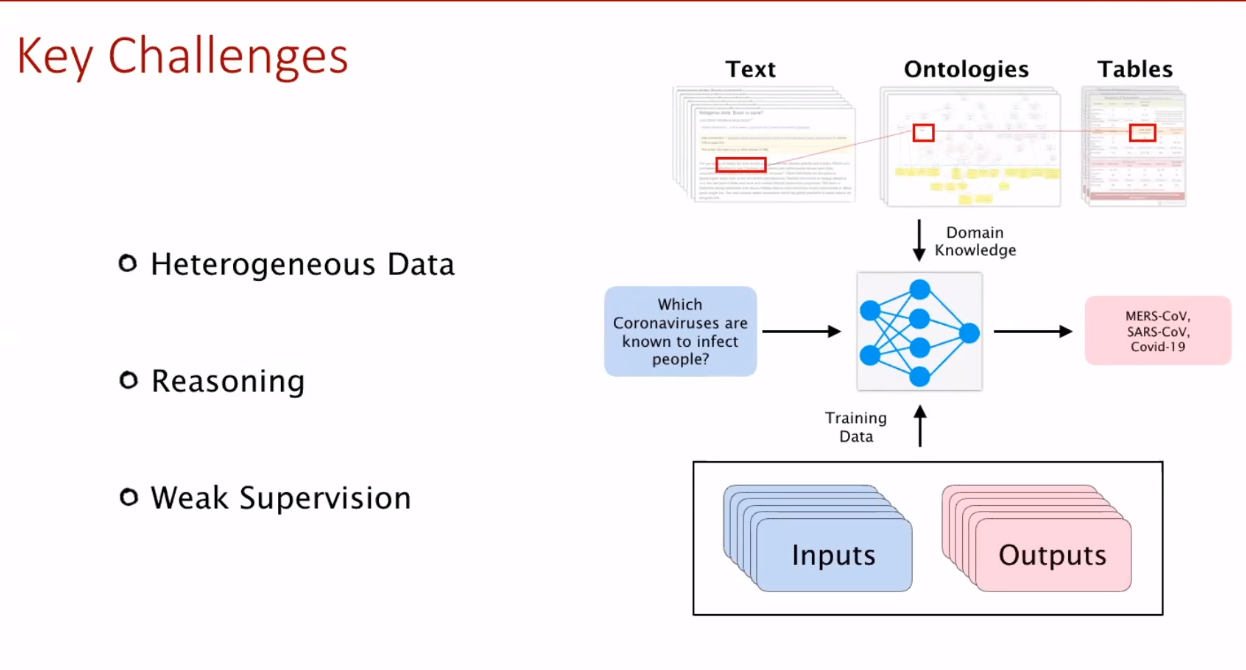 Key Challenges
Heterogeneous Data
Reasoning
Weak Supervision
Text
Ontologies
Tables
Domain
Knowledge
Which
Coronaviruses are
known to infect
people?
MERS-CoV,
SARS-CoV,
Covid-19
Training
Data
Inputs
Outputs